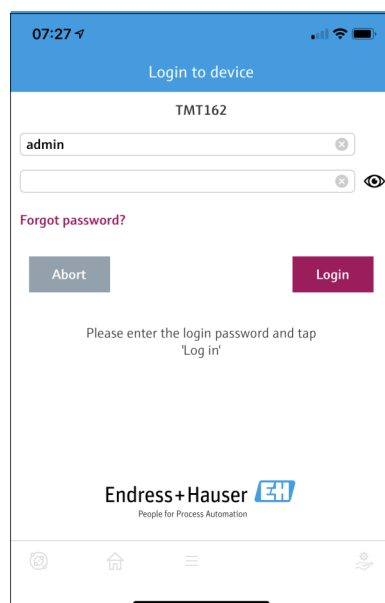 07:27
Login to device
TMT162
admin
Forgot password?
Abort
Login
Please enter the login password and tap
'Log in'
Endress+Hauser EH
People for Process Automation